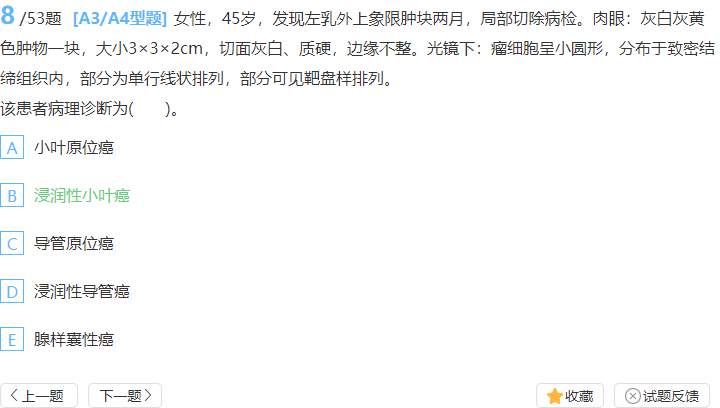 8/53题 [A3/A4型题] 女性，45岁，发现左乳外上象限肿块两月，局部切除病检。肉眼：灰白灰黄
色肿物一块，大小3×3×2cm，切面灰白、质硬，边缘不整。光镜下：瘤细胞呈小圆形，分布于致密结
缔组织内，部分为单行线状排列，部分可见靶盘样排列。
该患者病理诊断为(　　)。
A 小叶原位癌
B 浸润性小叶癌
C 导管原位癌
D 浸润性导管癌
E 腺样囊性癌
上一题 下一题 收藏 试题反馈